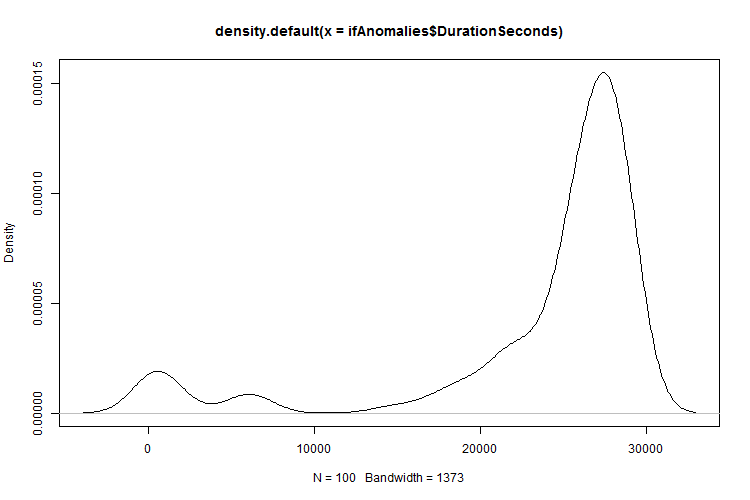 density.default(x = ifAnomalies$DurationSeconds)
Density
0.00015
0.00010
0.00005
0.00000
0 10000 20000 30000
N = 100 Bandwidth = 1373